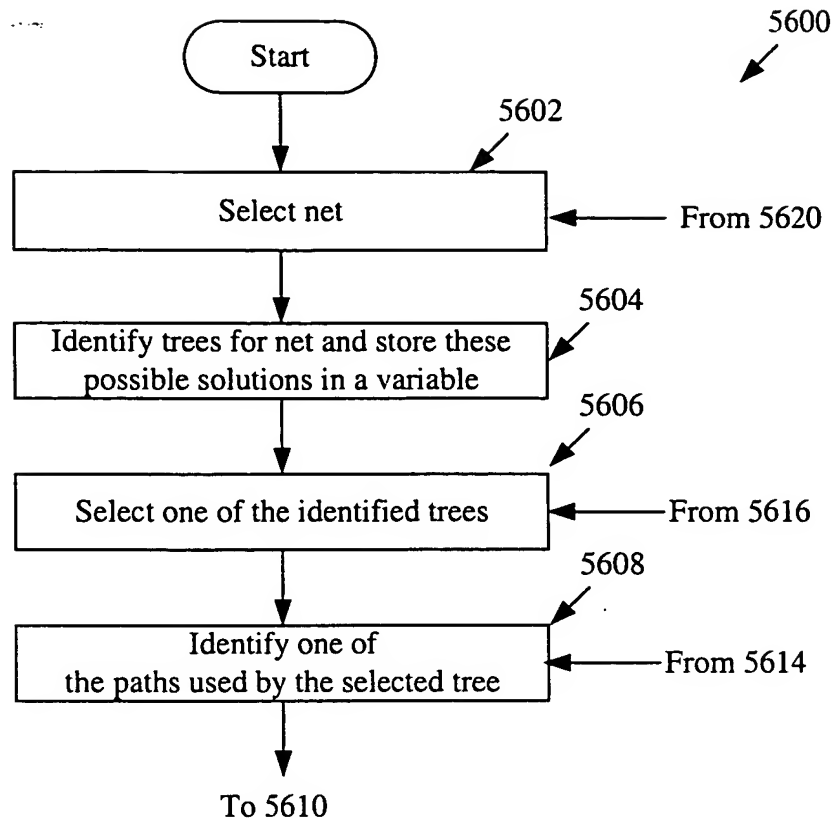 5600
Start
5602
Select net
From 5620
5604
Identify trees for net and store these
possible solutions in a variable
5606
Select one of the identified trees
From 5616
5608
Identify one of
the paths used by the selected tree
From 5614
To 5610